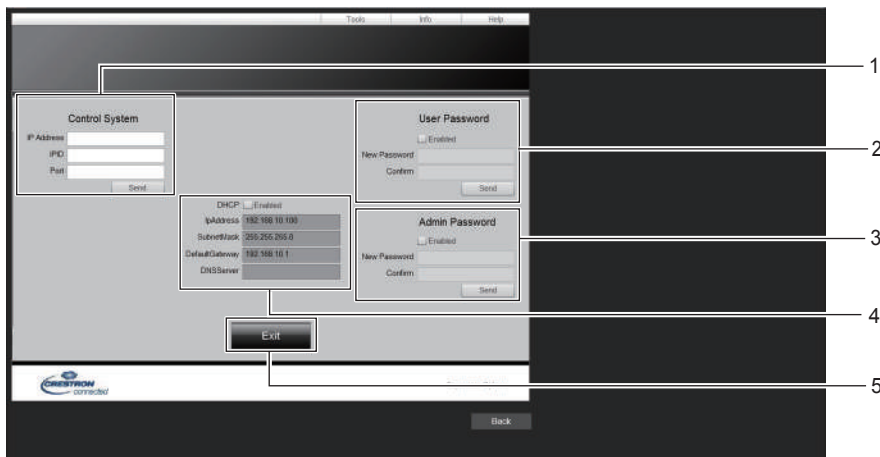 Tools Info Help
1
Control System
IP Address
IPID
Port
Send
User Password
Enabled
New Password
Confirm
Send
2
DHCP Enabled
IpAddress 192.168.10.100
SubnetMask 255.255.255.0
DefaultGateway 192.168.10.1
DNSServer
Admin Password
Enabled
New Password
Confirm
Send
3
4
Exit
5
CRESTRON
connected
Back